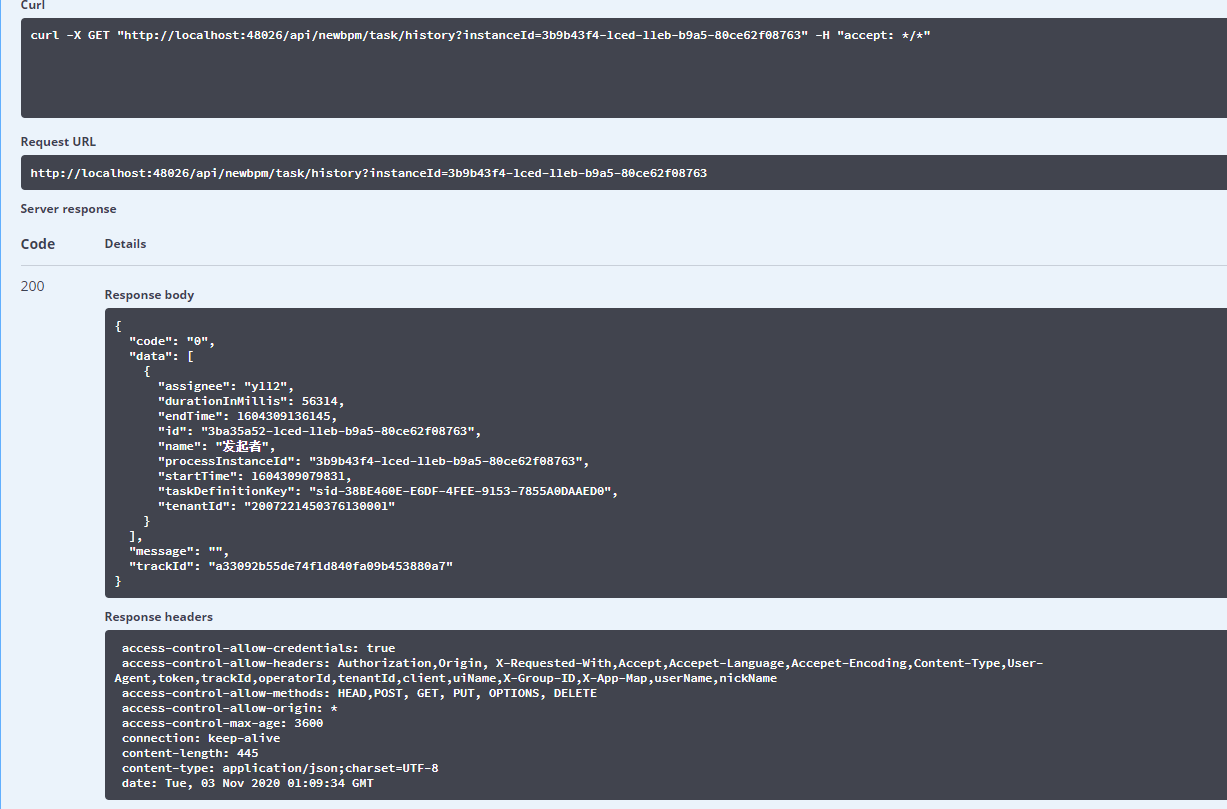 Curl
curl -X GET "http://localhost:48026/api/newbpm/task/history?instanceId=3b9b43f4-1ced-11eb-b9a5-80ce62f08763" -H "accept: */*"
Request URL
http://localhost:48026/api/newbpm/task/history?instanceId=3b9b43f4-1ced-11eb-b9a5-80ce62f08763
Server response
Code Details
200
Response body
{
"code": "0",
"data": [
{
"assignee": "yll2",
"durationInMillis": 56314,
"endTime": 1604309136145,
"id": "3ba35a52-1ced-11eb-b9a5-80ce62f08763",
"name": "发起者",
"processInstanceId": "3b9b43f4-1ced-11eb-b9a5-80ce62f08763",
"startTime": 1604309079831,
"taskDefinitionKey": "sid-38BE460E-E6DF-4FEE-9153-7855A0DAAED0",
"tenantId": "2007221450376130001"
}
],
"message": "",
"trackId": "a33092b55de74f1d840fa09b453880a7"
}
Response headers
access-control-allow-credentials: true
access-control-allow-headers: Authorization,Origin, X-Requested-With,Accept,Accepet-Language,Accepet-Encoding,Content-Type,User-
Agent,token,trackId,operatorId,tenantId,client,uiName,X-Group-ID,X-App-Map,userName,nickName
access-control-allow-methods: HEAD,POST, GET, PUT, OPTIONS, DELETE
access-control-allow-origin: *
access-control-max-age: 3600
connection: keep-alive
content-length: 445
content-type: application/json;charset=UTF-8
date: Tue, 03 Nov 2020 01:09:34 GMT